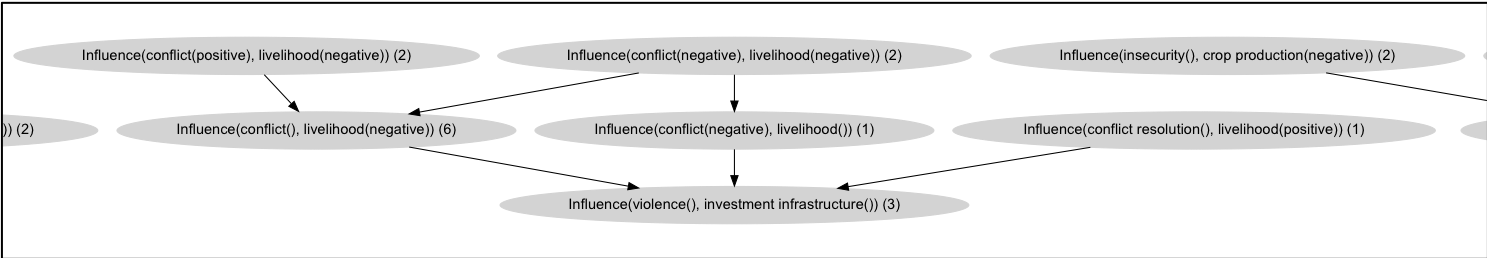 Influence(conflict(positive), livelihood(negative)) (2)
Influence(conflict(negative), livelihood(negative)) (2)
Influence(insecurity(), crop production(negative)) (2)
)) (2)
Influence(conflict(), livelihood(negative)) (6)
Influence(conflict(negative), livelihood()) (1)
Influence(conflict resolution(), livelihood(positive)) (1)
Influence(violence(), investment infrastructure()) (3)